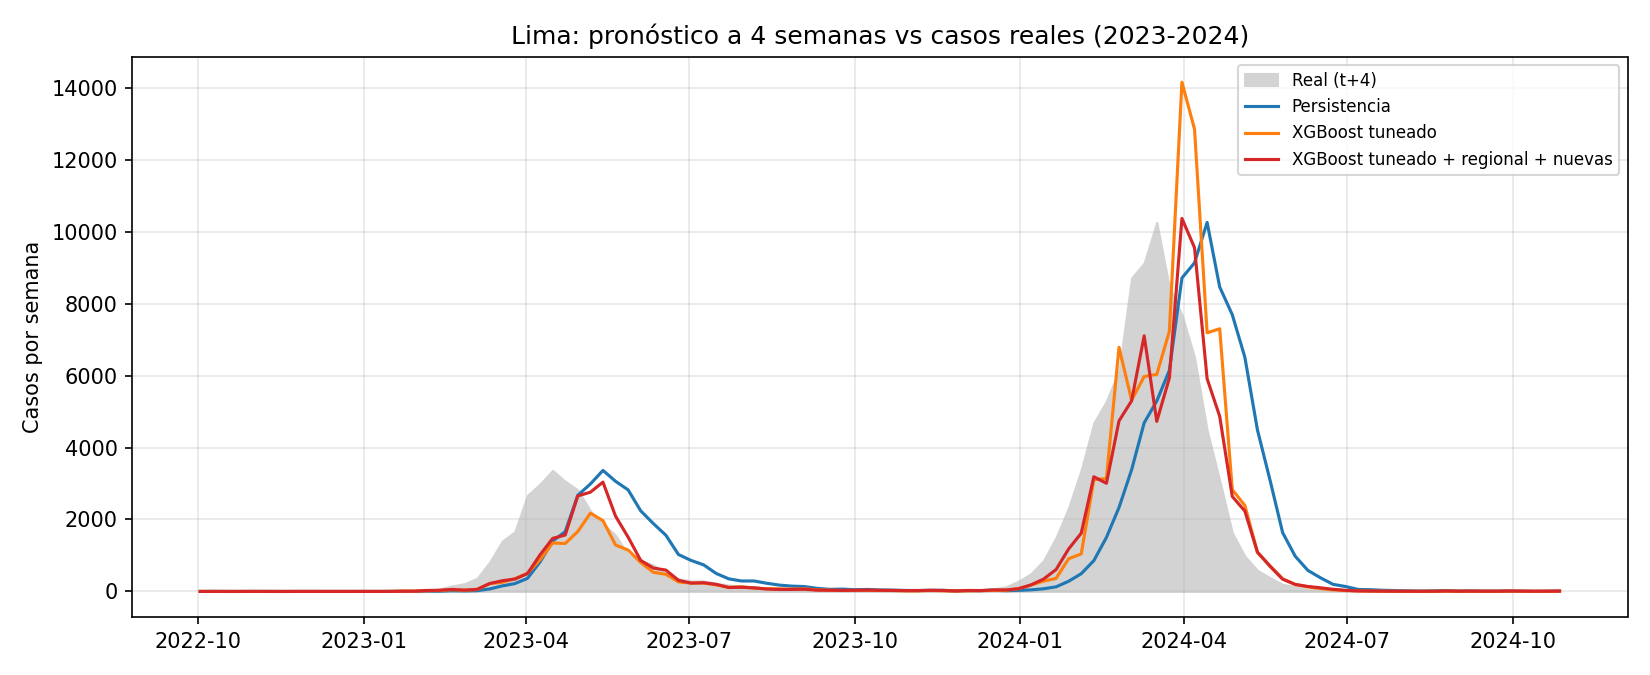 Lima: pronóstico a 4 semanas vs casos reales (2023-2024)
Real (t+4)
Persistencia
XGBoost tuneado
XGBoost tuneado + regional + nuevas
Casos por semana
14000
12000
10000
8000
6000
4000
2000
0
2022-10 2023-01 2023-04 2023-07 2023-10 2024-01 2024-04 2024-07 2024-10